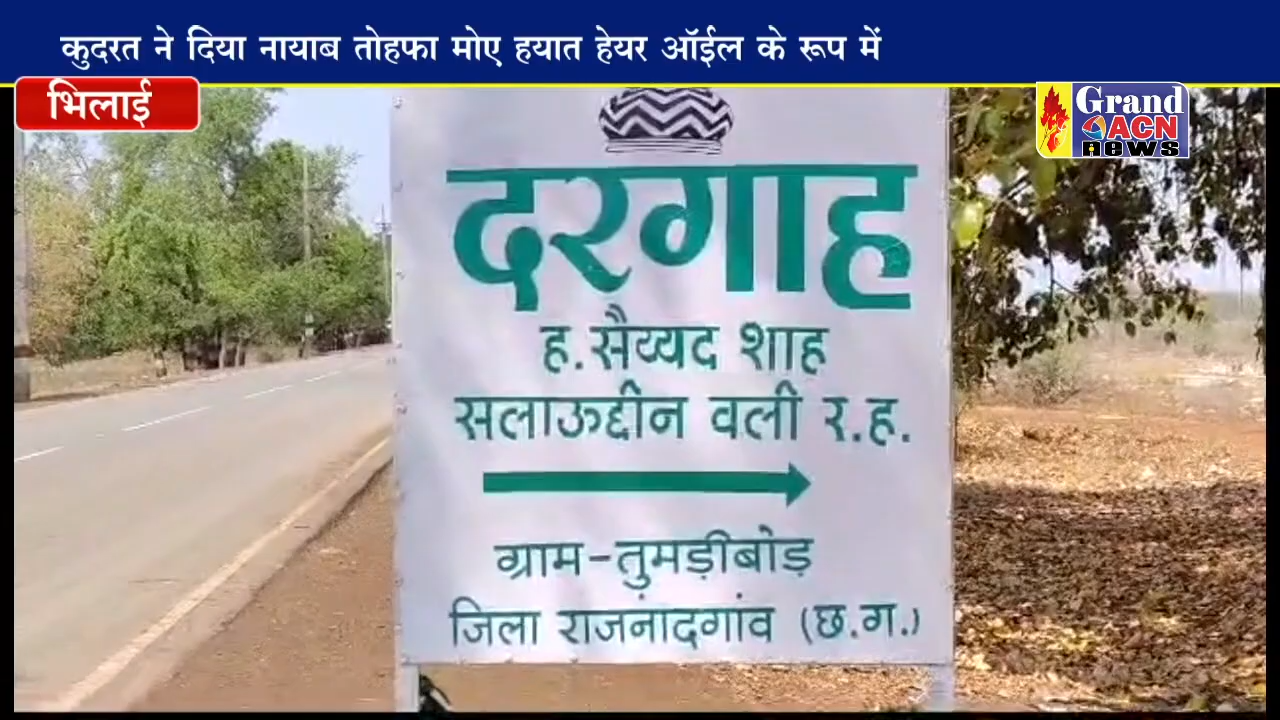 कुदरत ने दिया नायाब तोहफा मोए हयात हेयर ऑईल के रूप में
भिलाई
Grand
ACN
news
दरगाह
ह.सैय्यद शाह
सलाऊद्दीन वली र.ह.
ग्राम-तुमड़ीबोड़
जिला राजनांदगांव (छ.ग.)